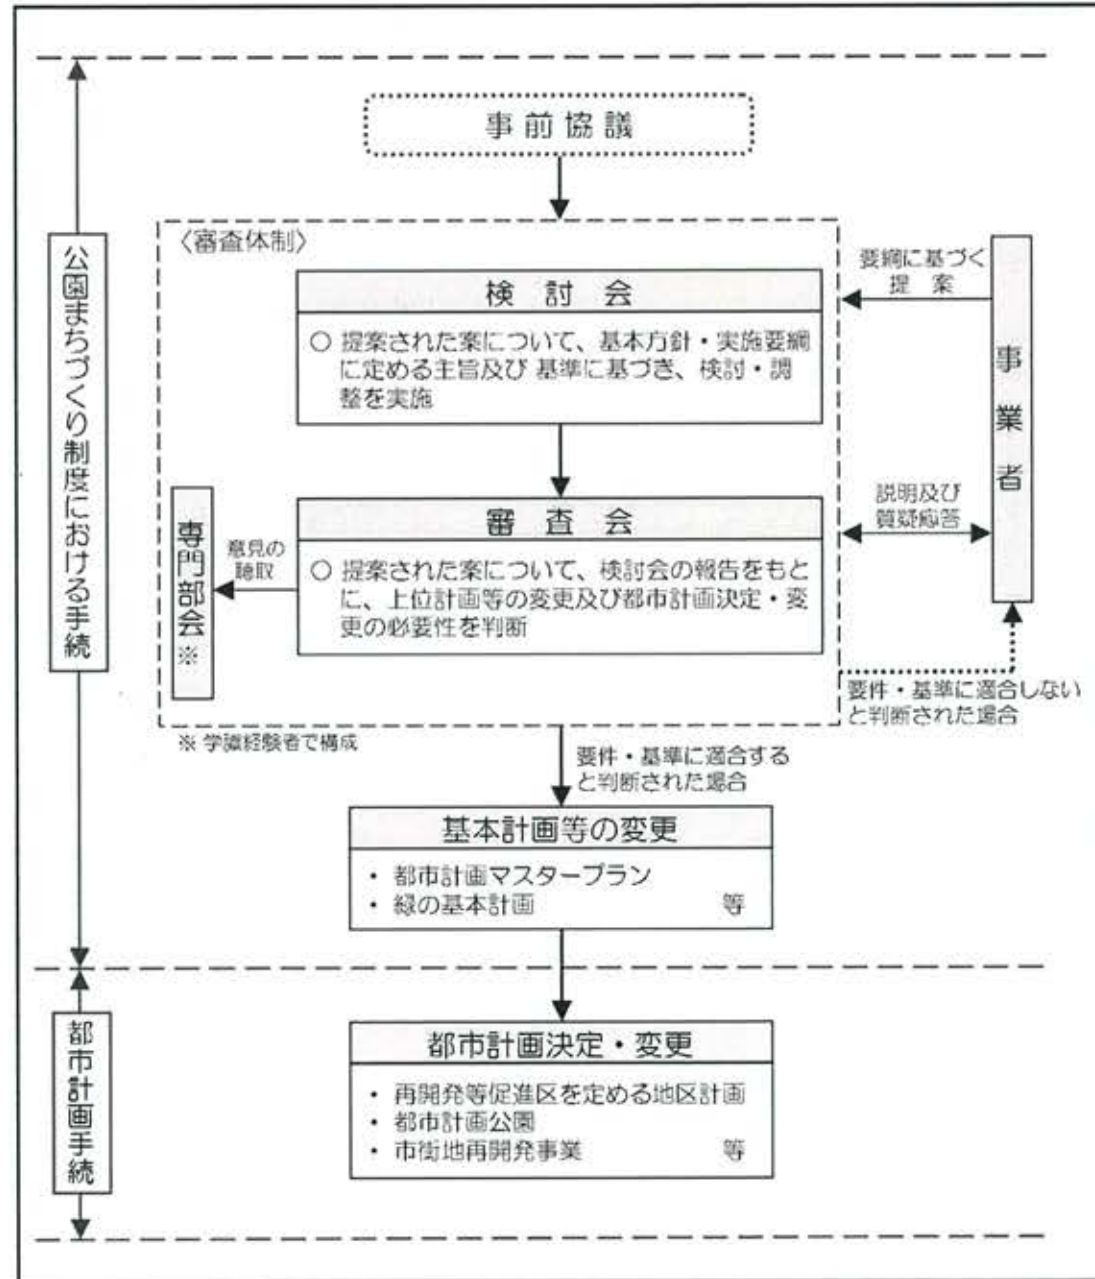 事前協議
公園まちづくり制度における手続
〈審査体制〉
検討会
○ 提案された案について、基本方針・実施要綱
に定める主旨及び 基準に基づき、検討・調
整を実施
要綱に基づく
提 案
事業者
審査会
○ 提案された案について、検討会の報告をもと
に、上位計画等の変更及び都市計画決定・変
更の必要性を判断
意見の
聴取
専門部会※
説明及び
質疑応答
要件・基準に適合しない
と判断された場合
※ 学識経験者で構成
要件・基準に適合する
と判断された場合
基本計画等の変更
・ 都市計画マスタープラン
・ 緑の基本計画 等
都市計画手続
都市計画決定・変更
・ 再開発等促進区を定める地区計画
・ 都市計画公園
・ 市街地再開発事業 等